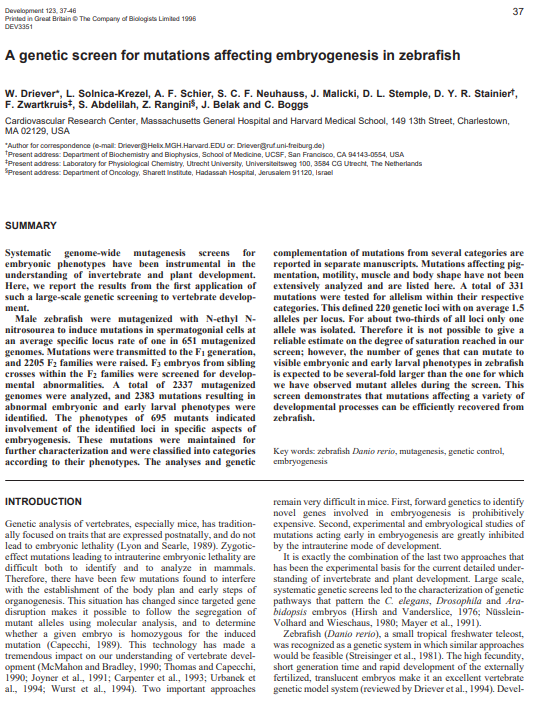 Development 123, 37-46
Printed in Great Britain © The Company of Biologists Limited 1996
DEV3351
37
A genetic screen for mutations affecting embryogenesis in zebrafish
W. Driever*, L. Solnica-Krezel, A. F. Schier, S. C. F. Neuhauss, J. Malicki, D. L. Stemple, D. Y. R. Stainier†,
F. Zwartkruis‡, S. Abdelilah, Z. Rangini§, J. Belak and C. Boggs
Cardiovascular Research Center, Massachusetts General Hospital and Harvard Medical School, 149 13th Street, Charlestown,
MA 02129, USA
*Author for correspondence (e-mail: Driever@Helix.MGH.Harvard.EDU or: Driever@ruf.uni-freiburg.de)
†Present address: Department of Biochemistry and Biophysics, School of Medicine, UCSF, San Francisco, CA 94143-0554, USA
‡Present address: Laboratory for Physiological Chemistry, Utrecht University, Universiteitsweg 100, 3584 CG Utrecht, The Netherlands
§Present address: Department of Oncology, Sharett Institute, Hadassah Hospital, Jerusalem 91120, Israel
SUMMARY
Systematic genome-wide mutagenesis screens for
embryonic phenotypes have been instrumental in the
understanding of invertebrate and plant development.
Here, we report the results from the first application of
such a large-scale genetic screening to vertebrate develop-
ment.
Male zebrafish were mutagenized with N-ethyl N-
nitrosourea to induce mutations in spermatogonial cells at
an average specific locus rate of one in 651 mutagenized
genomes. Mutations were transmitted to the F1 generation,
and 2205 F2 families were raised. F3 embryos from sibling
crosses within the F2 families were screened for develop-
mental abnormalities. A total of 2337 mutagenized
genomes were analyzed, and 2383 mutations resulting in
abnormal embryonic and early larval phenotypes were
identified. The phenotypes of 695 mutants indicated
involvement of the identified loci in specific aspects of
embryogenesis. These mutations were maintained for
further characterization and were classified into categories
according to their phenotypes. The analyses and genetic
complementation of mutations from several categories are
reported in separate manuscripts. Mutations affecting pig-
mentation, motility, muscle and body shape have not been
extensively analyzed and are listed here. A total of 331
mutations were tested for allelism within their respective
categories. This defined 220 genetic loci with on average 1.5
alleles per locus. For about two-thirds of all loci only one
allele was isolated. Therefore it is not possible to give a
reliable estimate on the degree of saturation reached in our
screen; however, the number of genes that can mutate to
visible embryonic and early larval phenotypes in zebrafish
is expected to be several-fold larger than the one for which
we have observed mutant alleles during the screen. This
screen demonstrates that mutations affecting a variety of
developmental processes can be efficiently recovered from
zebrafish.
Key words: zebrafish Danio rerio, mutagenesis, genetic control,
embryogenesis
INTRODUCTION
Genetic analysis of vertebrates, especially mice, has tradition-
ally focused on traits that are expressed postnatally, and do not
lead to embryonic lethality (Lyon and Searle, 1989). Zygotic-
effect mutations leading to intrauterine embryonic lethality are
difficult both to identify and to analyze in mammals.
Therefore, there have been few mutations found to interfere
with the establishment of the body plan and early steps of
organogenesis. This situation has changed since targeted gene
disruption makes it possible to follow the segregation of
mutant alleles using molecular analysis, and to determine
whether a given embryo is homozygous for the induced
mutation (Capecchi, 1989). This technology has made a
tremendous impact on our understanding of vertebrate devel-
opment (McMahon and Bradley, 1990; Thomas and Capecchi,
1990; Joyner et al., 1991; Carpenter et al., 1993; Urbanek et
al., 1994; Wurst et al., 1994). Two important approaches
remain very difficult in mice. First, forward genetics to identify
novel genes involved in embryogenesis is prohibitively
expensive. Second, experimental and embryological studies of
mutations acting early in embryogenesis are greatly inhibited
by the intrauterine mode of development.
It is exactly the combination of the last two approaches that
has been the experimental basis for the current detailed under-
standing of invertebrate and plant development. Large scale,
systematic genetic screens led to the characterization of genetic
pathways that pattern the C. elegans, Drosophila and Ara-
bidopsis embryos (Hirsh and Vanderslice, 1976; Nüsslein-
Volhard and Wieschaus, 1980; Mayer et al., 1991).
Zebrafish (Danio rerio), a small tropical freshwater teleost,
was recognized as a genetic system in which similar approaches
would be feasible (Streisinger et al., 1981). The high fecundity,
short generation time and rapid development of the externally
fertilized, translucent embryos make it an excellent vertebrate
genetic model system (reviewed by Driever et al., 1994). Devel-